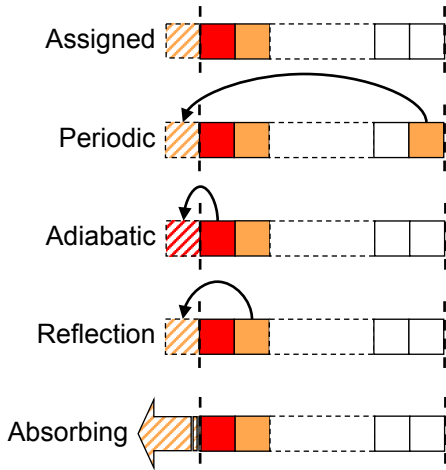 Assigned
Periodic
Adiabatic
Reflection
Absorbing